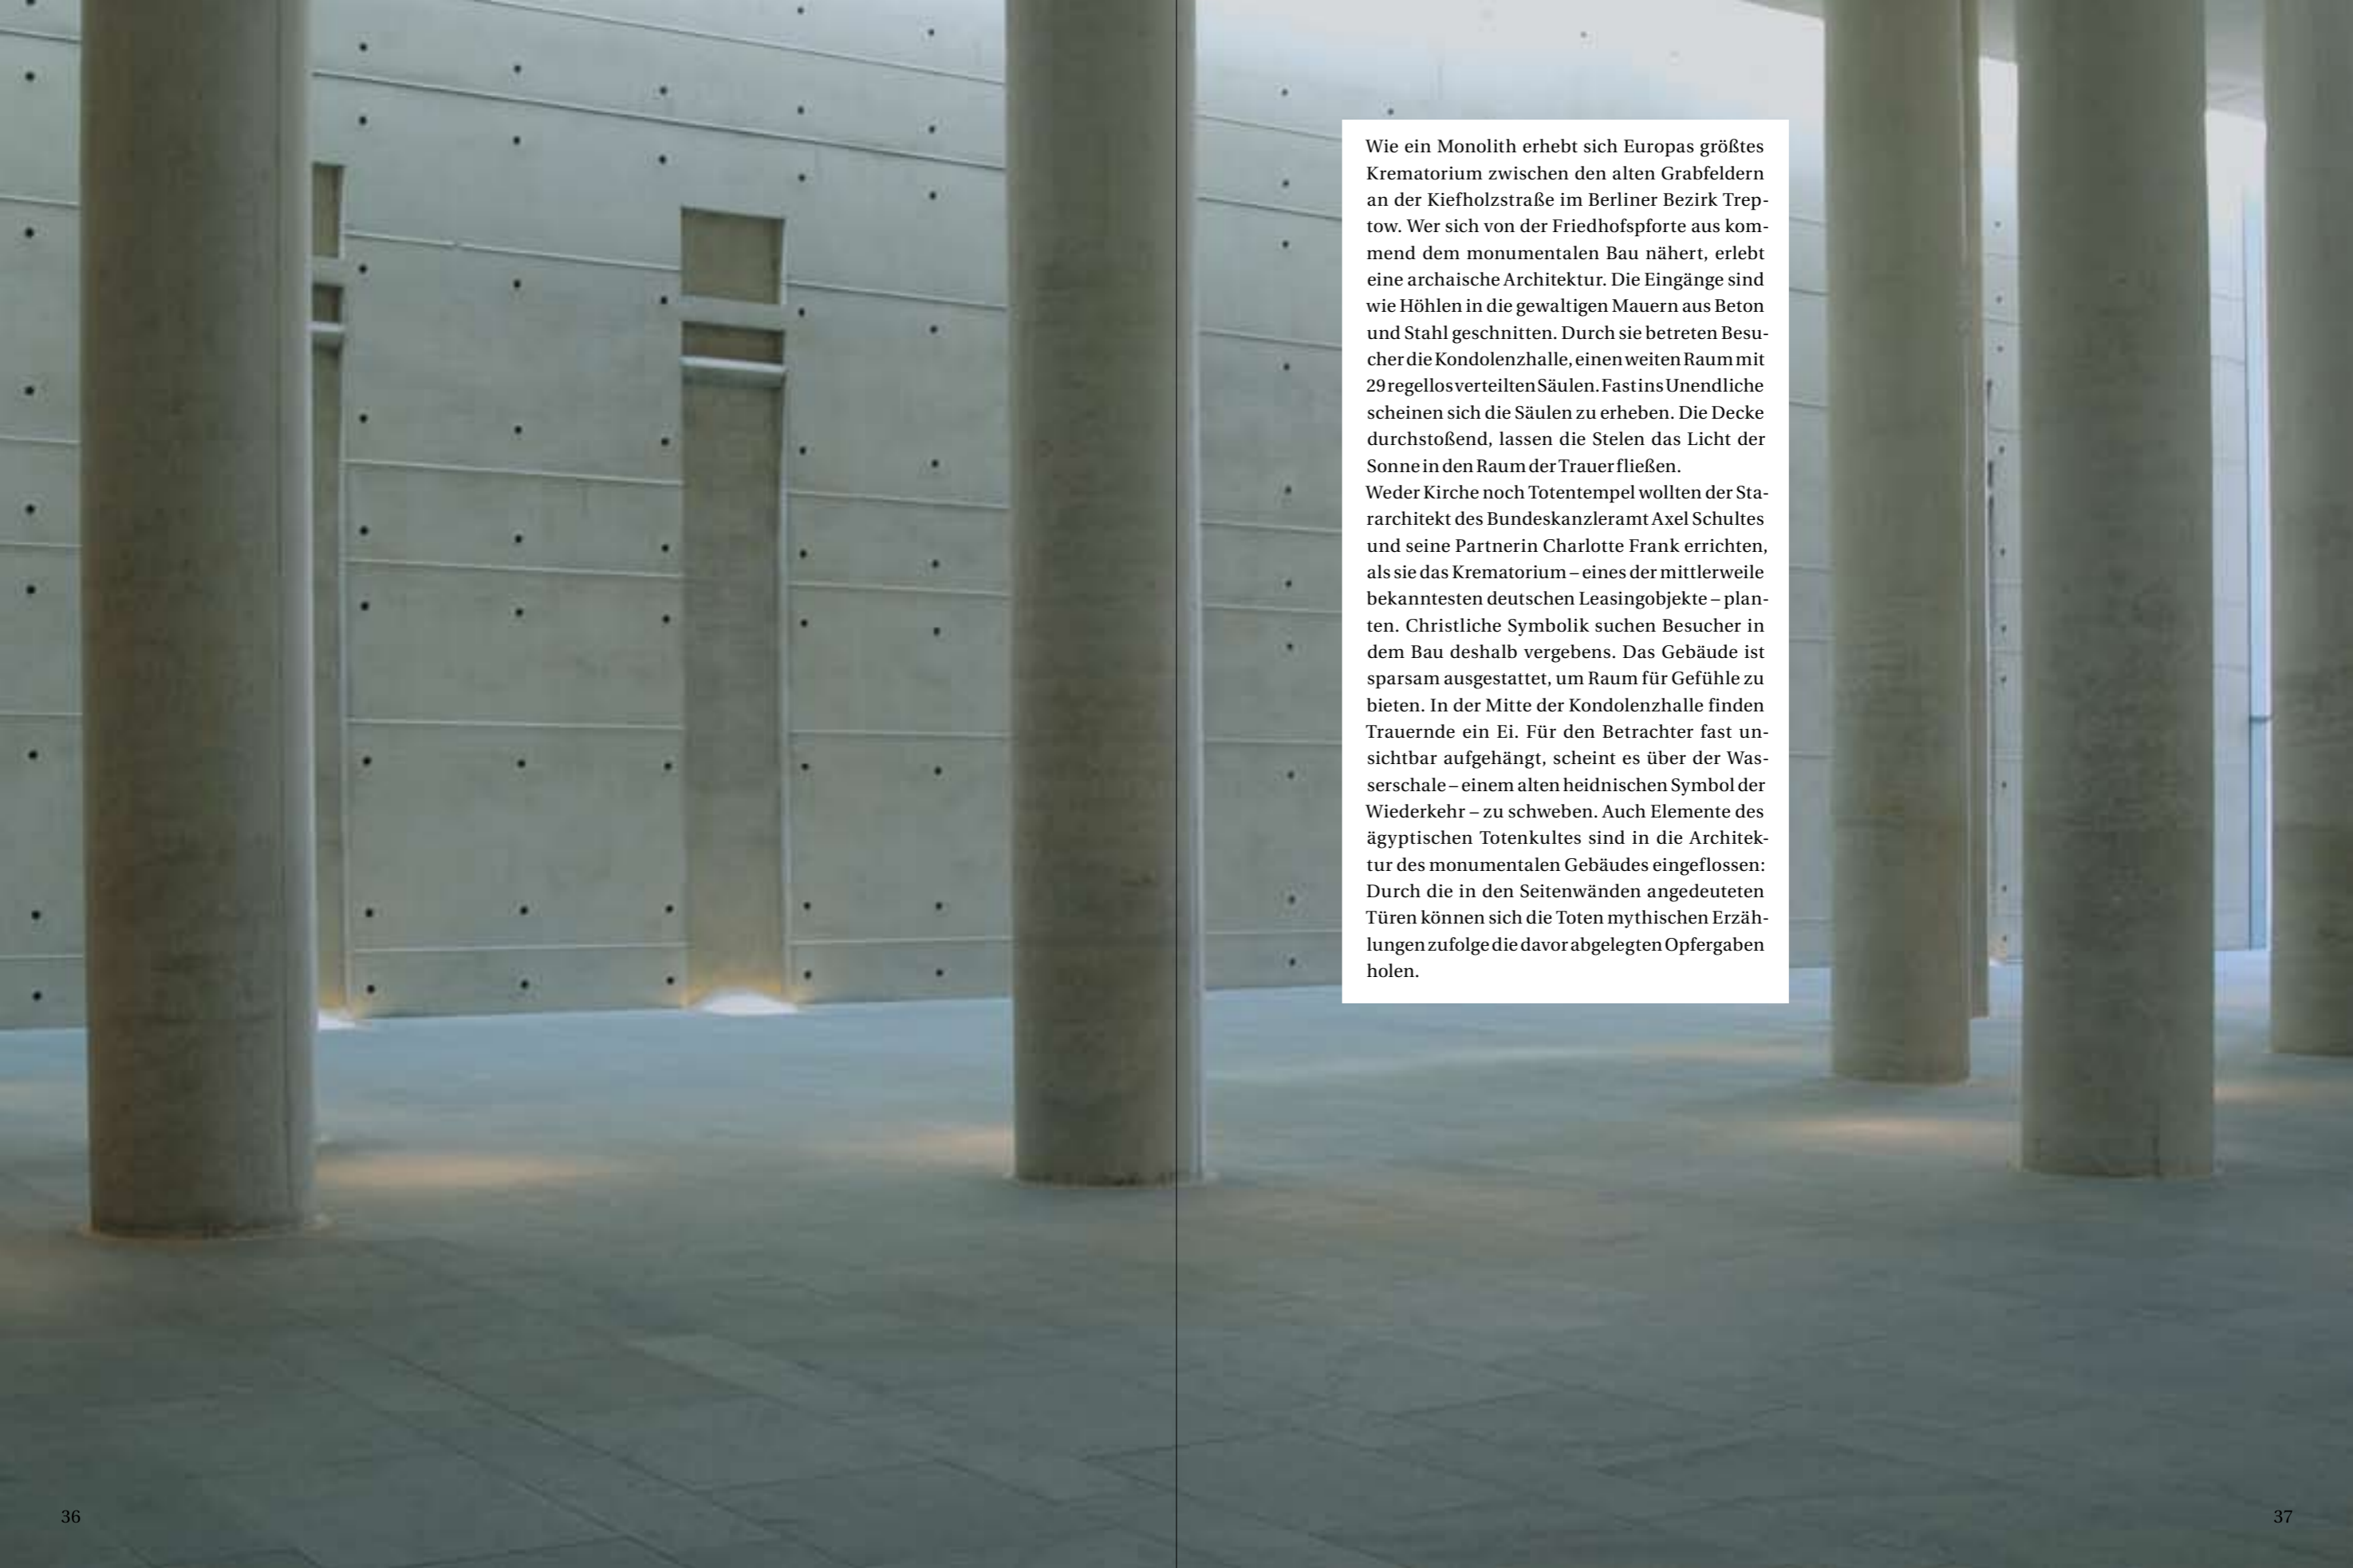 Wie ein Monolith erhebt sich Europas größtes
Krematorium zwischen den alten Grabfeldern
an der Kiefholzstraße im Berliner Bezirk Trep-
tow. Wer sich von der Friedhofspforte aus kom-
mend dem monumentalen Bau nähert, erlebt
eine archaische Architektur. Die Eingänge sind
wie Höhlen in die gewaltigen Mauern aus Beton
und Stahl geschnitten. Durch sie betreten Besu-
cher die Kondolenzhalle, einen weiten Raum mit
29 regellos verteilten Säulen. Fast ins Unendliche
scheinen sich die Säulen zu erheben. Die Decke
durchstoßend, lassen die Stelen das Licht der
Sonne in den Raum der Trauer fließen.
Weder Kirche noch Totentempel wollten der Sta-
rarchitekt des Bundeskanzleramt Axel Schultes
und seine Partnerin Charlotte Frank errichten,
als sie das Krematorium – eines der mittlerweile
bekanntesten deutschen Leasingobjekte – plan-
ten. Christliche Symbolik suchen Besucher in
dem Bau deshalb vergebens. Das Gebäude ist
sparsam ausgestattet, um Raum für Gefühle zu
bieten. In der Mitte der Kondolenzhalle finden
Trauernde ein Ei. Für den Betrachter fast un-
sichtbar aufgehängt, scheint es über der Was-
serschale – einem alten heidnischen Symbol der
Wiederkehr – zu schweben. Auch Elemente des
ägyptischen Totenkultes sind in die Architek-
tur des monumentalen Gebäudes eingeflossen:
Durch die in den Seitenwänden angedeuteten
Türen können sich die Toten mythischen Erzäh-
lungen zufolge die davor abgelegten Opfergaben
holen.
36
37